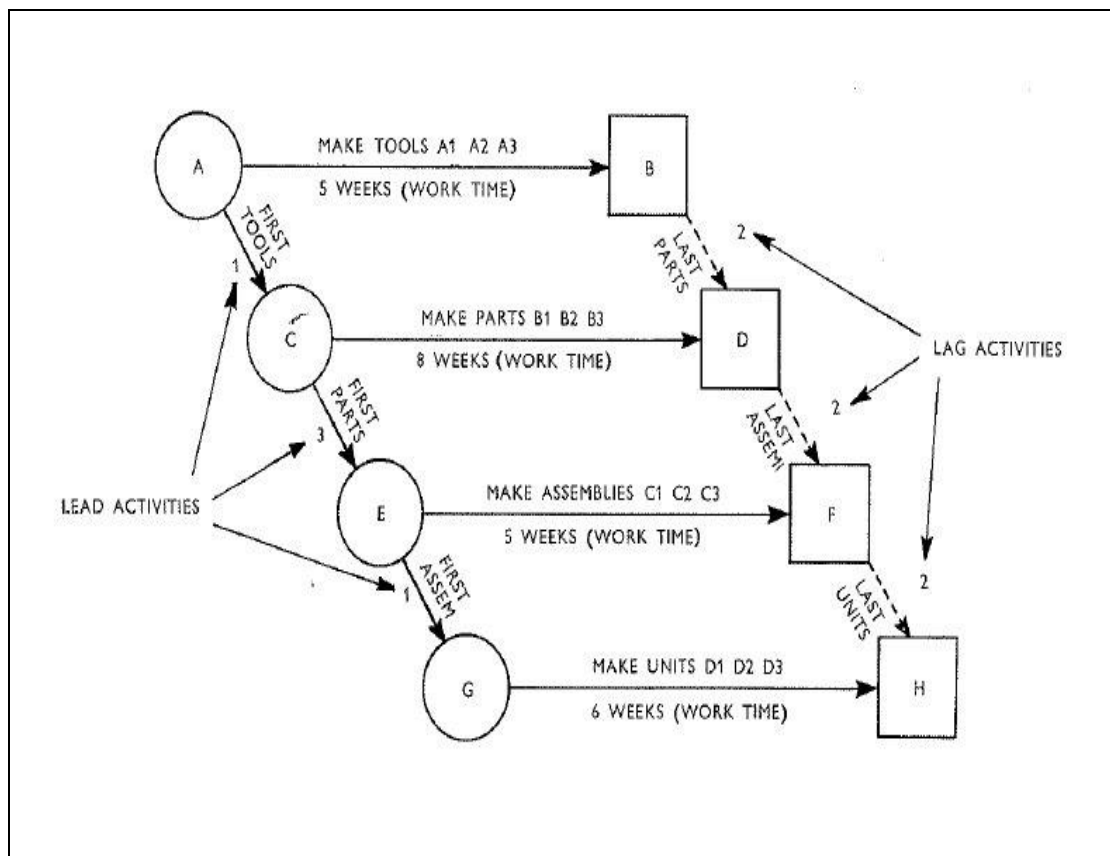 A
MAKE TOOLS A1 A2 A3
5 WEEKS (WORK TIME)
B
FIRST
TOOLS
1
LAST
PARTS
2
C
MAKE PARTS B1 B2 B3
8 WEEKS (WORK TIME)
D
LAG ACTIVITIES
FIRST
PARTS
3
LAST
ASSEMI
2
LEAD ACTIVITIES
E
MAKE ASSEMBLIES C1 C2 C3
5 WEEKS (WORK TIME)
F
FIRST
ASSEM
1
LAST
UNITS
2
G
MAKE UNITS D1 D2 D3
6 WEEKS (WORK TIME)
H